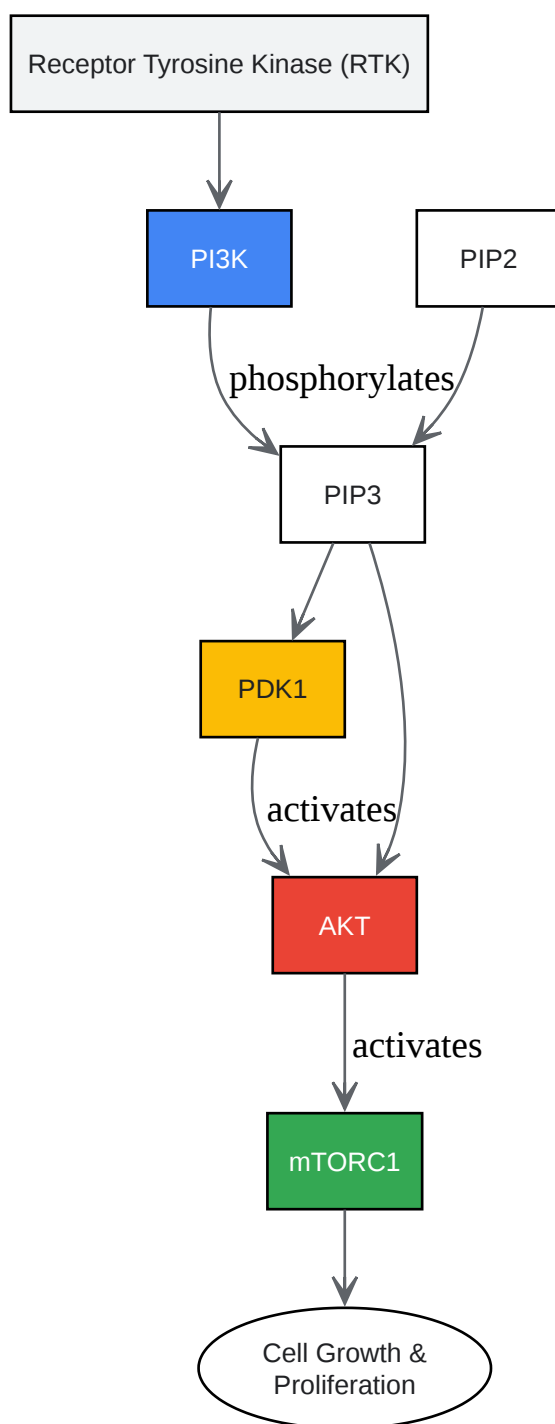 Receptor Tyrosine Kinase (RTK)
PI3K
PIP2
phosphorylates
PIP3
PDK1
activates
AKT
activates
mTORC1
Cell Growth &
Proliferation